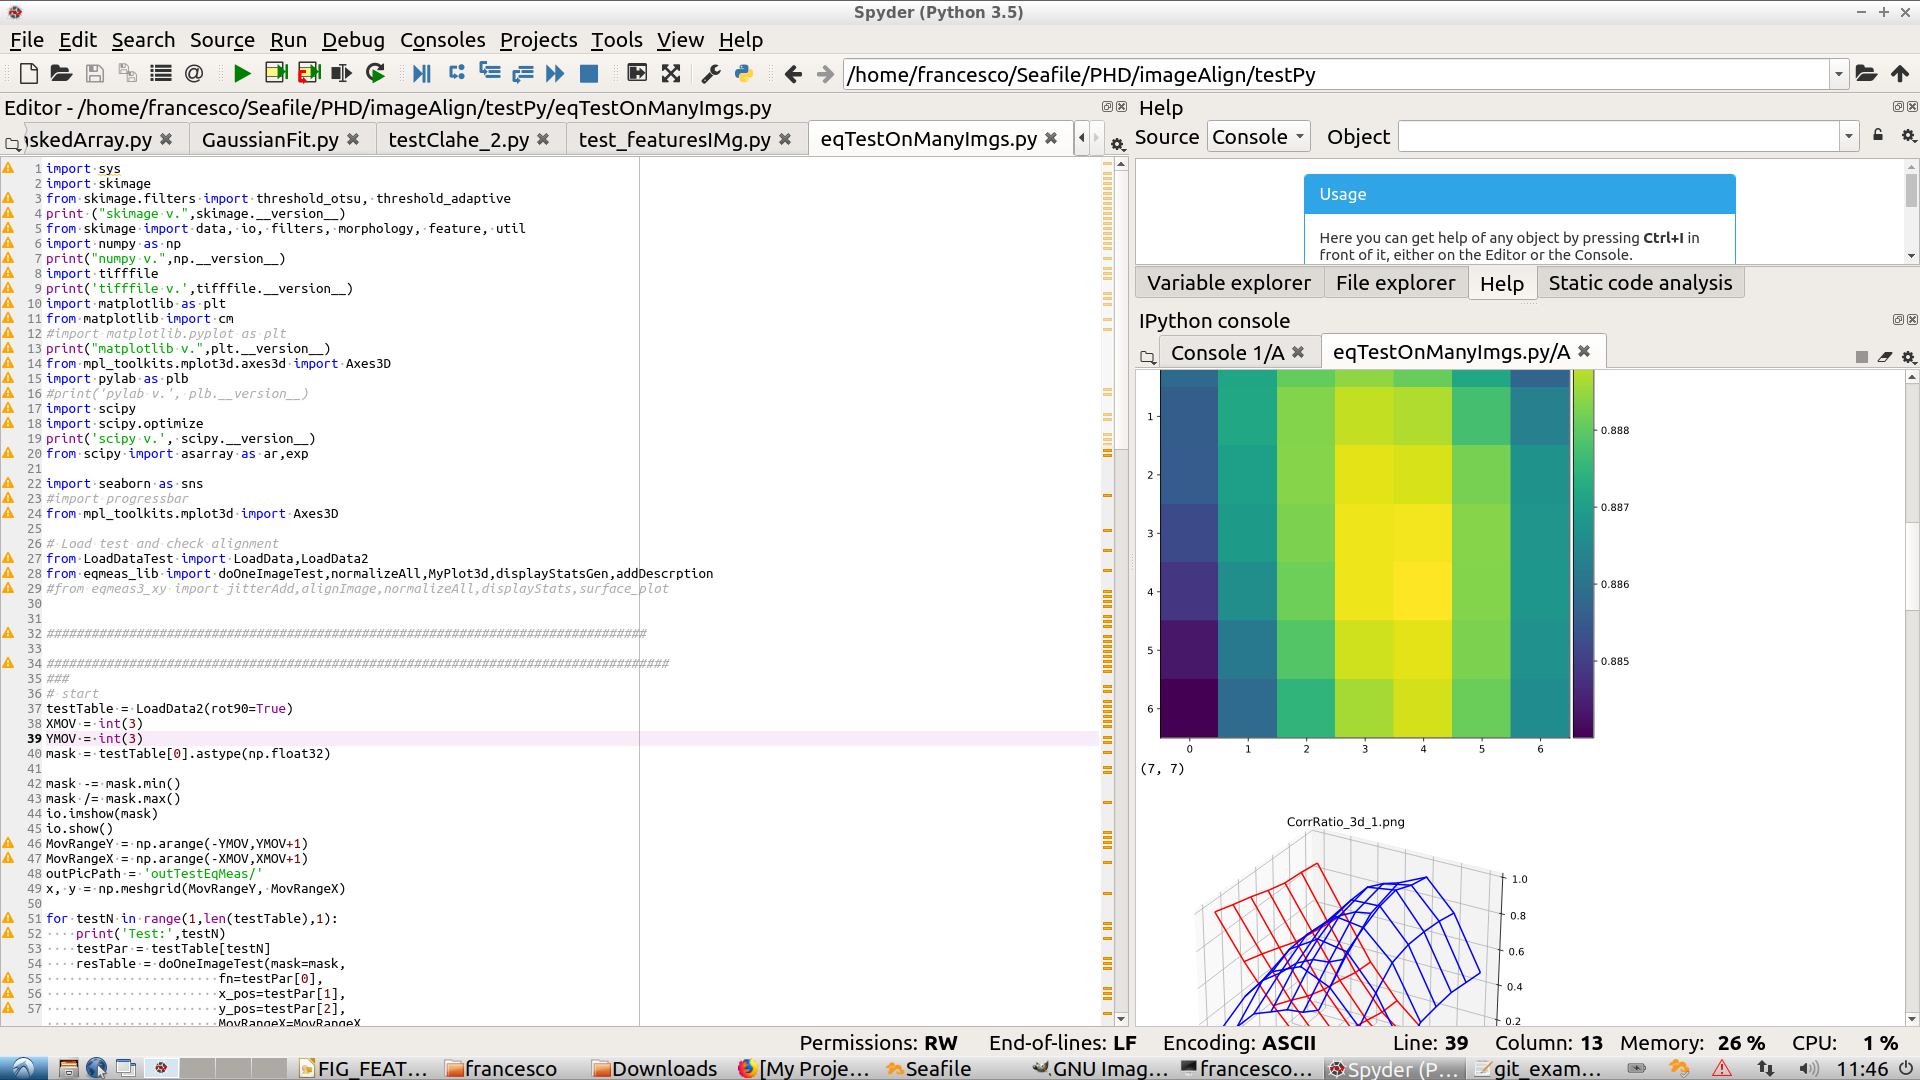 Spyder (Python 3.5)
File Edit Search Source Run Debug Consoles Projects Tools View Help
/home/francesco/Seafile/PHD/imageAlign/testPy
Editor - /home/francesco/Seafile/PHD/imageAlign/testPy/eqTestOnManyImgs.py
skedArray.py GaussianFit.py testClahe_2.py test_featuresIMg.py eqTestOnManyImgs.py
1 import sys
2 import skimage
3 from skimage.filters import threshold_otsu, threshold_adaptive
4 print ("skimage v.",skimage.__version__)
5 from skimage import data, io, filters, morphology, feature, util
6 import numpy as np
7 print("numpy v.",np.__version__)
8 import tifffile
9 print('tifffile v.',tifffile.__version__)
10 import matplotlib as plt
11 from matplotlib import cm
12 #import matplotlib.pyplot as plt
13 print("matplotlib v.",plt.__version__)
14 from mpl_toolkits.mplot3d.axes3d import Axes3D
15 import pylab as plb
16 #print('pylab v.', plb.__version__)
17 import scipy
18 import scipy.optimize
19 print('scipy v.', scipy.__version__)
20 from scipy import asarray as ar,exp
21
22 import seaborn as sns
23 #import progressbar
24 from mpl_toolkits.mplot3d import Axes3D
25
26 # Load test and check alignment
27 from LoadDataTest import LoadData,LoadData2
28 from eqmeas_lib import doOneImageTest,normalizeAll,MyPlot3d,displayStatsGen,addDescrption
29 #from eqmeas3_xy import jitterAdd,alignImage,normalizeAll,displayStats,surface_plot
30
31
32 ################################################################################
33
34 ###################################################################################
35 ###
36 # start
37 testTable = LoadData2(rot90=True)
38 XMOV = int(3)
39 YMOV = int(3)
40 mask = testTable[0].astype(np.float32)
41
42 mask -= mask.min()
43 mask /= mask.max()
44 io.imshow(mask)
45 io.show()
46 MovRangeY = np.arange(-YMOV,YMOV+1)
47 MovRangeX = np.arange(-XMOV,XMOV+1)
48 outPicPath = 'outTestEqMeas/'
49 x, y = np.meshgrid(MovRangeY, MovRangeX)
50
51 for testN in range(1,len(testTable),1):
52 print('Test:',testN)
53 testPar = testTable[testN]
54 resTable = doOneImageTest(mask=mask,
55 fn=testPar[0],
56 x_pos=testPar[1],
57 y_pos=testPar[2],
MovRangeX=MovRangeX
Help
Source Console Object
Usage
Here you can get help of any object by pressing Ctrl+I in
front of it, either on the Editor or the Console.
Variable explorer File explorer Help Static code analysis
IPython console
Console 1/A eqTestOnManyImgs.py/A
1
2
3
4
5
6
0 1 2 3 4 5 6
0.888
0.887
0.886
0.885
(7, 7)
CorrRatio_3d_1.png
1.0
0.8
0.6
0.4
0.2
Permissions: RW End-of-lines: LF Encoding: ASCII Line: 39 Column: 13 Memory: 26 % CPU: 1 %
FIG_FEAT... francesco Downloads [My Proje... Seafile GNU Imag... francesco... Spyder (P... git_exam... 11:46